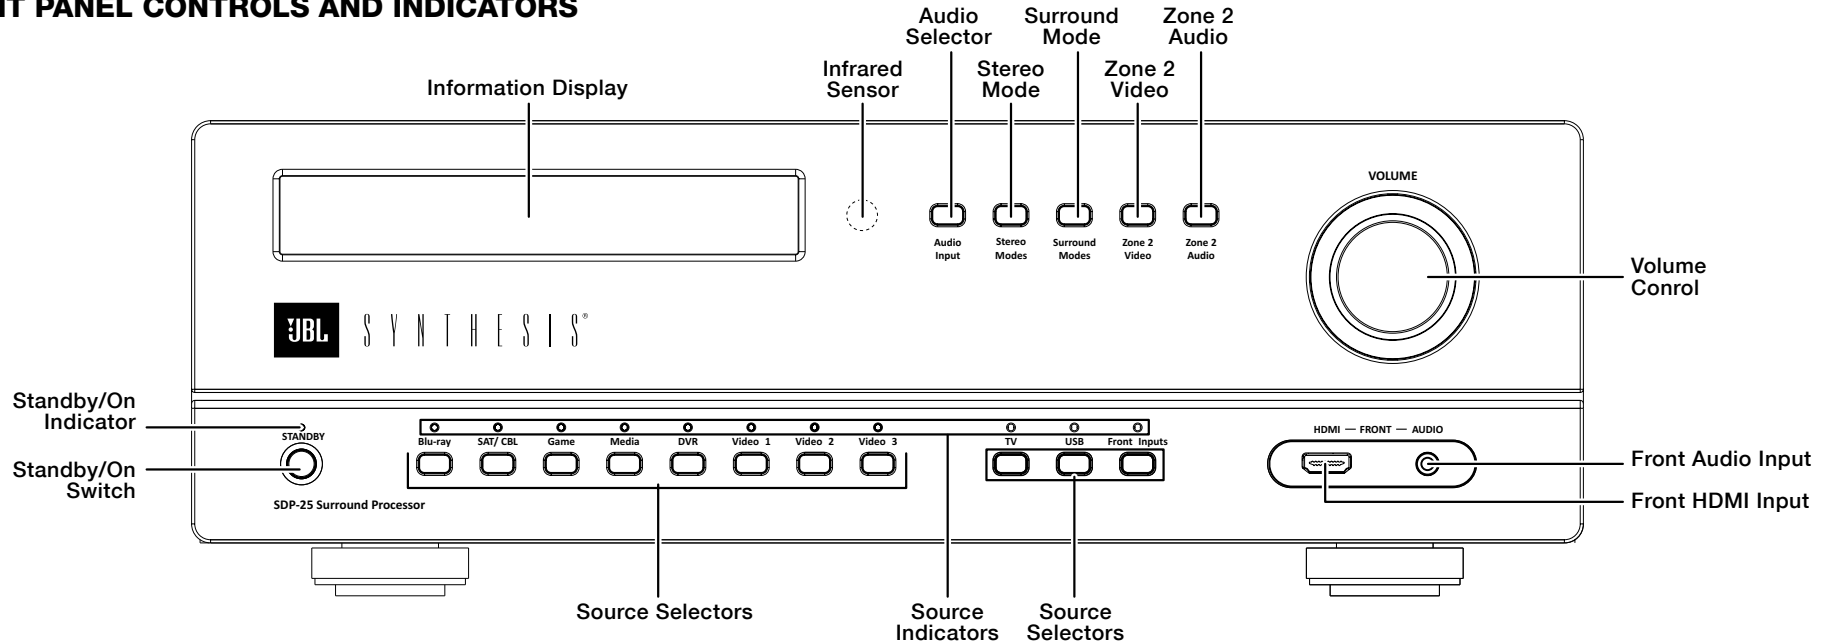 T PANEL CONTROLS AND INDICATORS
Audio
Selector
Surround
Mode
Zone 2
Audio
Information Display
Infrared
Sensor
Stereo
Mode
Zone 2
Video
VOLUME
Audio
Input
Stereo
Modes
Surround
Modes
Zone 2
Video
Zone 2
Audio
Volume
Conrol
JBL SYNTHESIS®
Standby/On
Indicator
STANDBY
Blu-ray SAT/ CBL Game Media DVR Video 1 Video 2 Video 3 TV USB Front Inputs
HDMI — FRONT — AUDIO
Standby/On
Switch
Front Audio Input
SDP-25 Surround Processor
Front HDMI Input
Source Selectors
Source
Indicators
Source
Selectors